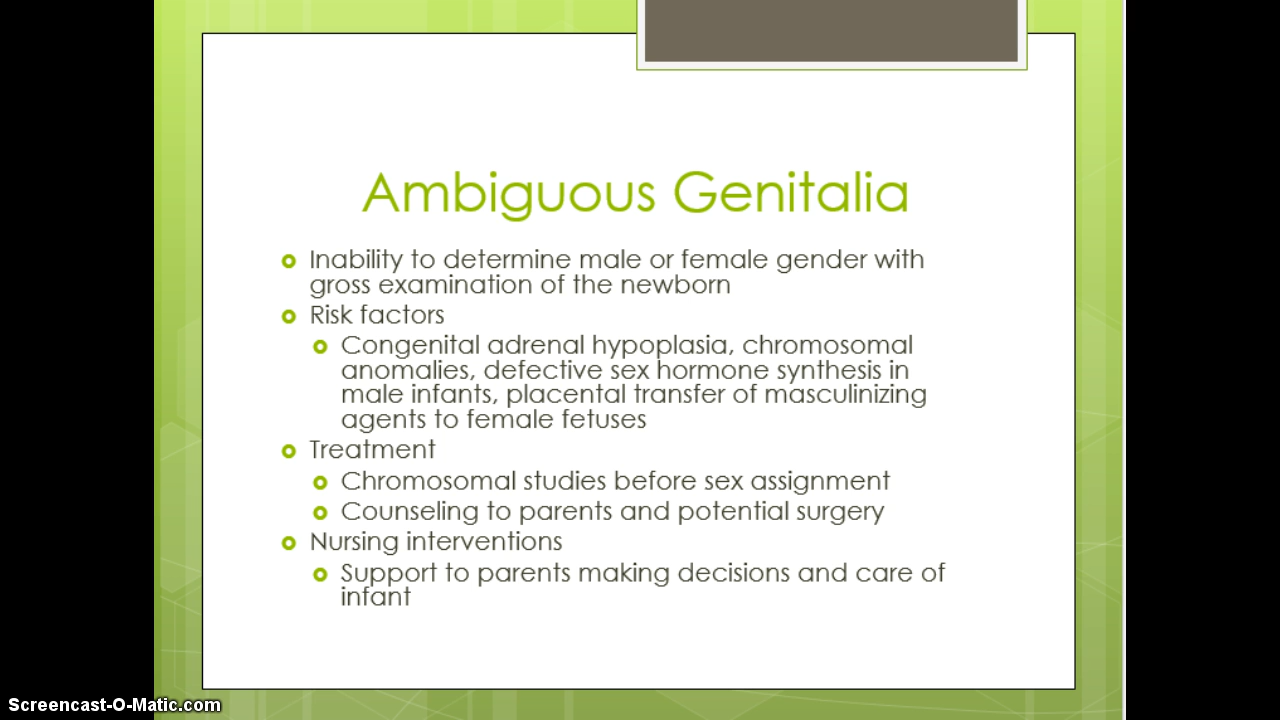 Ambiguous Genitalia
Inability to determine male or female gender with
gross examination of the newborn
Risk factors
Congenital adrenal hypoplasia, chromosomal
anomalies, defective sex hormone synthesis in
male infants, placental transfer of masculinizing
agents to female fetuses
Treatment
Chromosomal studies before sex assignment
Counseling to parents and potential surgery
Nursing interventions
Support to parents making decisions and care of
infant
Screencast-O-Matic.com